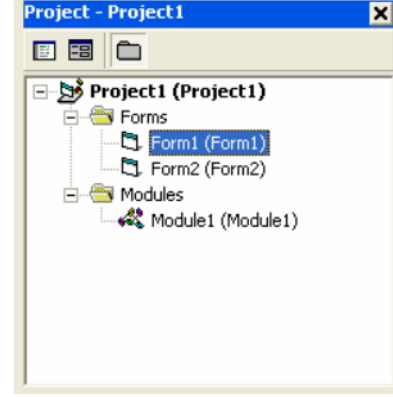 Project - Project1
Project1 (Project1)
Forms
Form1 (Form1)
Form2 (Form2)
Modules
Module1 (Module1)